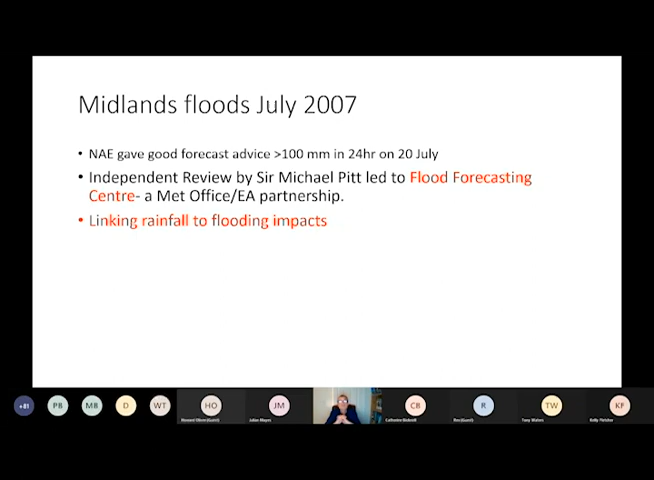 Midlands floods July 2007
• NAE gave good forecast advice >100 mm in 24hr on 20 July
• Independent Review by Sir Michael Pitt led to Flood Forecasting
Centre- a Met Office/EA partnership.
• Linking rainfall to flooding impacts
+81 PB MB D WT HO JM CB R TW KF